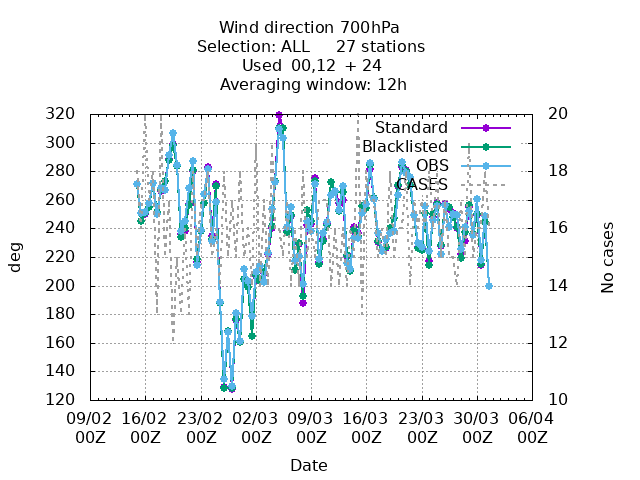 Wind direction 700hPa
Selection: ALL 27 stations
Used 00,12 + 24
Averaging window: 12h
320 20
Standard
300
Blacklisted
280 18
OBS
CASES
260
240
220 16
200 14
180
160 12
140
120 10
deg
No cases
09/02 16/02 23/02 02/03 09/03 16/03 23/03 30/03 06/04
00Z 00Z 00Z 00Z 00Z 00Z 00Z 00Z 00Z
Date